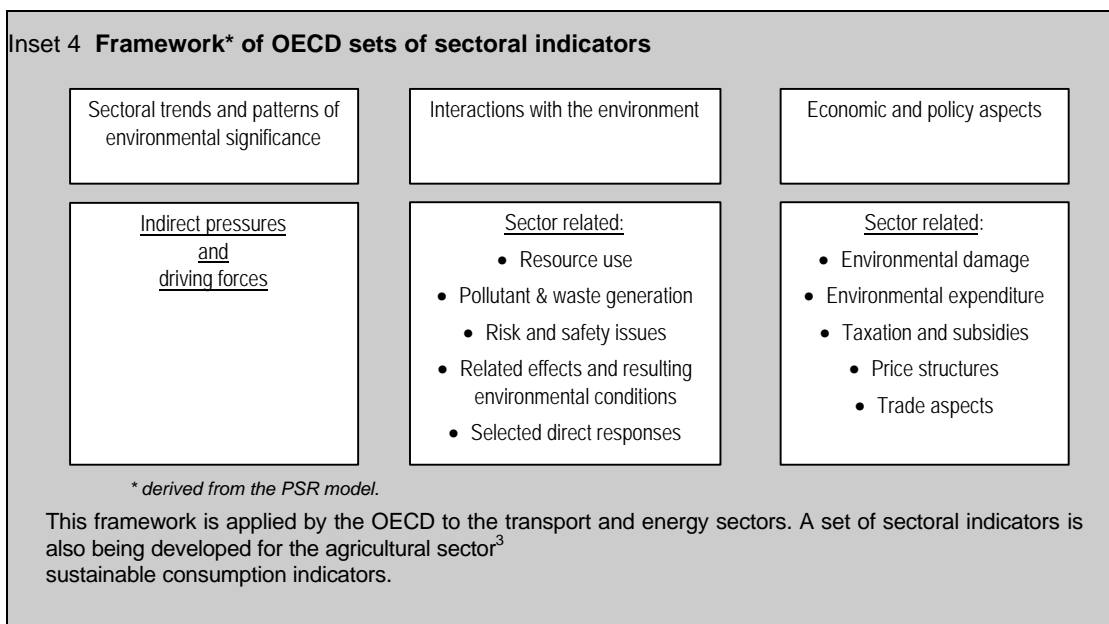 Inset 4 Framework* of OECD sets of sectoral indicators
Sectoral trends and patterns of
environmental significance
Interactions with the environment
Economic and policy aspects
Indirect pressures
and
driving forces
Sector related:
• Resource use
• Pollutant & waste generation
• Risk and safety issues
• Related effects and resulting
environmental conditions
• Selected direct responses
Sector related:
• Environmental damage
• Environmental expenditure
• Taxation and subsidies
• Price structures
• Trade aspects
* derived from the PSR model.
This framework is applied by the OECD to the transport and energy sectors. A set of sectoral indicators is
also being developed for the agricultural sector3
sustainable consumption indicators.